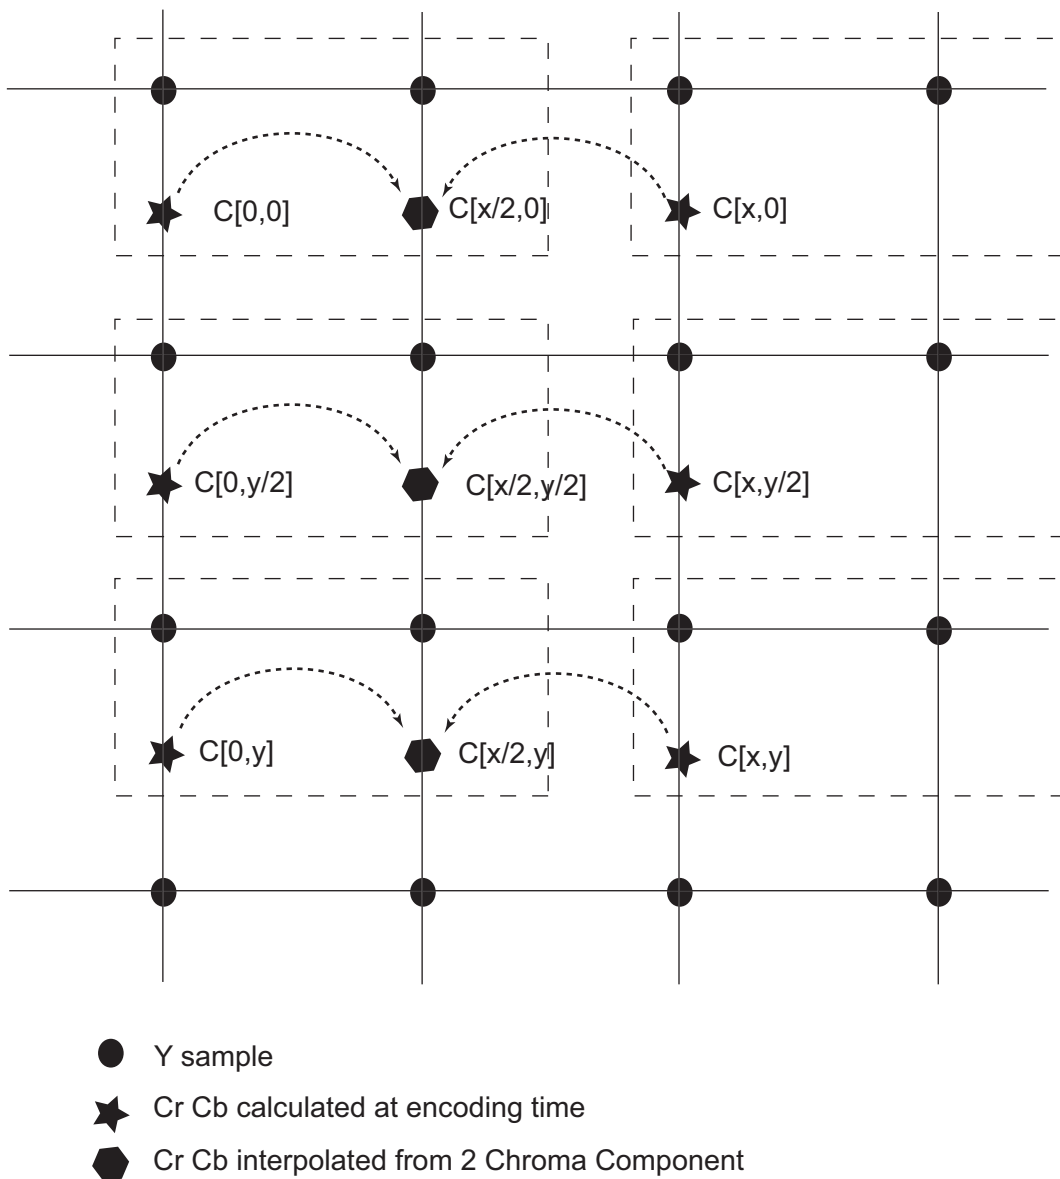 C[0,0] C[x/2,0] C[x,0]
C[0,y/2] C[x/2,y/2] C[x,y/2]
C[0,y] C[x/2,y] C[x,y]
Y sample
Cr Cb calculated at encoding time
Cr Cb interpolated from 2 Chroma Component